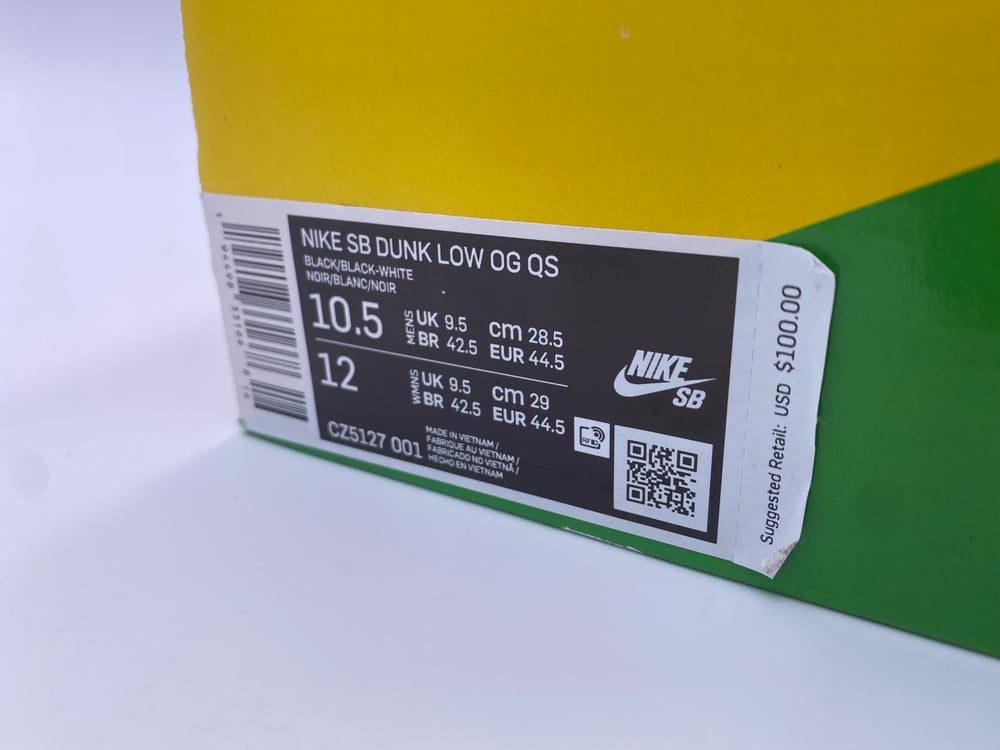 NIKE SB DUNK LOW OG QS
BLACK/BLACK-WHITE
NOIR/BLANC/NOIR
10.5 MENS UK 9.5 cm 28.5
BR 42.5 EUR 44.5
12 WMNS UK 9.5 cm 29
BR 42.5 EUR 44.5
CZ5127 001
MADE IN VIETNAM /
FABRIQUE AU VIETNAM /
FABRICADO NO VIETNÃ /
HECHO EN VIETNAM
RFID
NIKE
SB
Suggested Retail: USD $100.00